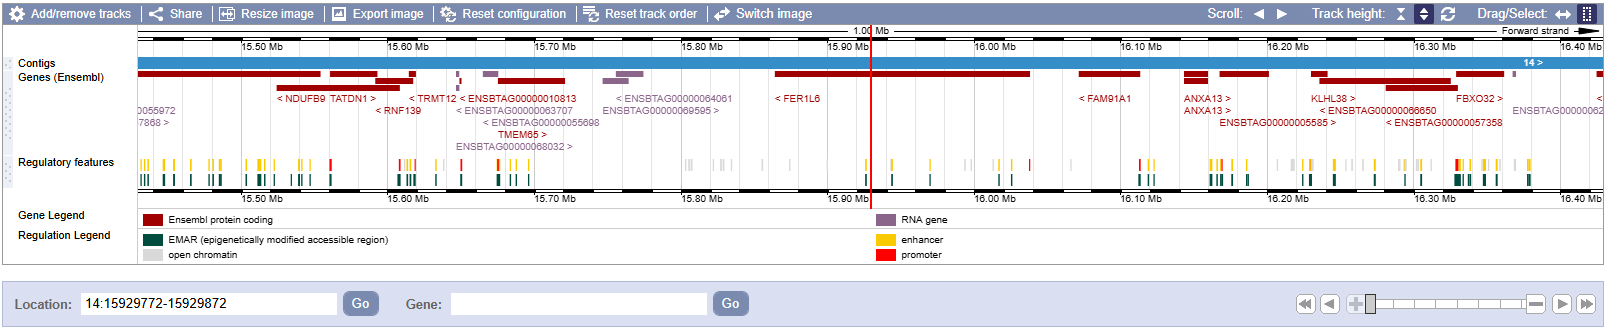 Add/remove tracks Share Resize image Export image Reset configuration Reset track order Switch image Scroll: Track height: Drag/Select:
1.00 Mb Forward strand
15.50 Mb 15.60 Mb 15.70 Mb 15.80 Mb 15.90 Mb 16.00 Mb 16.10 Mb 16.20 Mb 16.30 Mb 16.40 Mb
Contigs 14 >
Genes (Ensembl)
< NDUFB9 TATDN1 > < TRMT12 < ENSBTAG00000010813 < ENSBTAG00000064061 < FER1L6 < FAM91A1 ANXA13 > KLHL38 > FBXO32 >
0055972 < RNF139 ENSBTAG00000063707 ENSBTAG00000069595 > ANXA13 > < ENSBTAG00000066650 ENSBTAG00000062
7868 > < ENSBTAG00000055698 ENSBTAG00000005585 > < ENSBTAG00000057358
TMEM65 >
ENSBTAG00000068032 >
Regulatory features
15.50 Mb 15.60 Mb 15.70 Mb 15.80 Mb 15.90 Mb 16.00 Mb 16.10 Mb 16.20 Mb 16.30 Mb 16.40 Mb
Gene Legend Ensembl protein coding RNA gene
Regulation Legend EMAR (epigenetically modified accessible region) enhancer
open chromatin promoter
Location: 14:15929772-15929872 Go Gene: Go